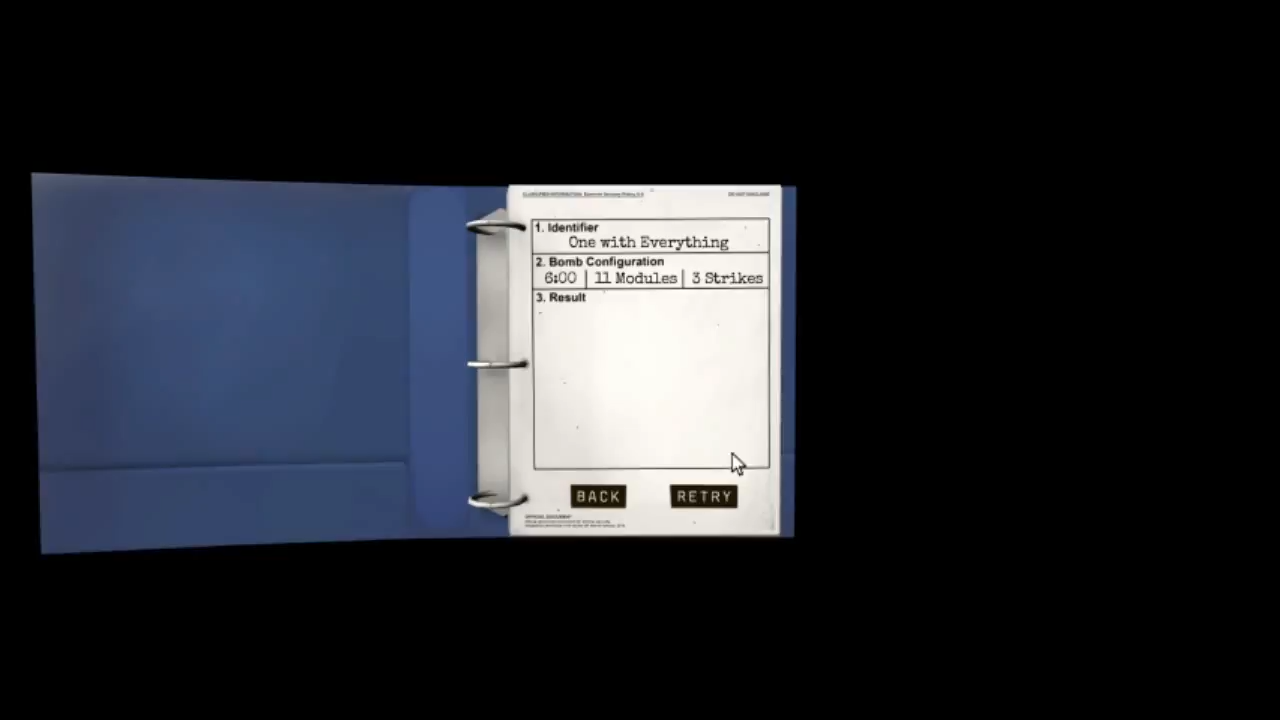 1. Identifier
One with Everything
2. Bomb Configuration
6:00 | 11 Modules | 3 Strikes
3. Result
BACK RETRY